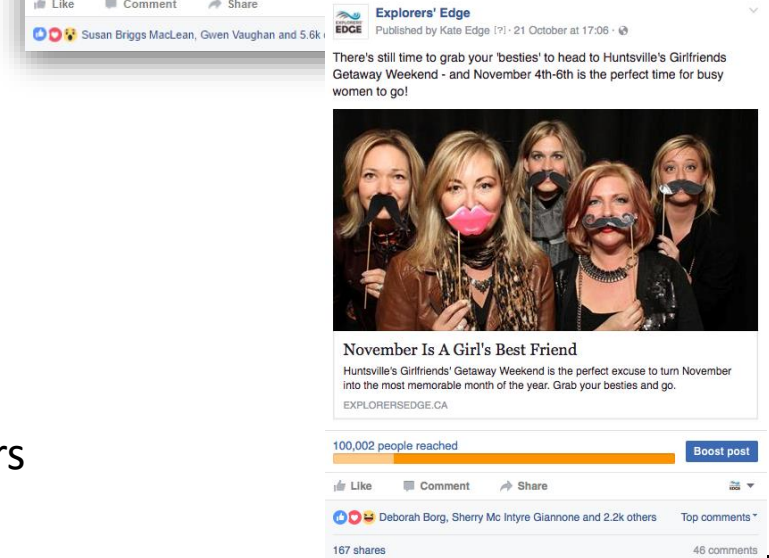 Like Comment Share
Susan Briggs MacLean, Gwen Vaughan and 5.6k
EXPLORERS' EDGE
Explorers' Edge
Published by Kate Edge [?] · 21 October at 17:06 ·
There's still time to grab your 'besties' to head to Huntsville's Girlfriends
Getaway Weekend - and November 4th-6th is the perfect time for busy
women to go!
November Is A Girl's Best Friend
Huntsville's Girlfriends' Getaway Weekend is the perfect excuse to turn November
into the most memorable month of the year. Grab your besties and go.
EXPLORERSEDGE.CA
rs
100,002 people reached
Boost post
Like Comment Share
Deborah Borg, Sherry Mc Intyre Giannone and 2.2k others Top comments
167 shares 46 comments